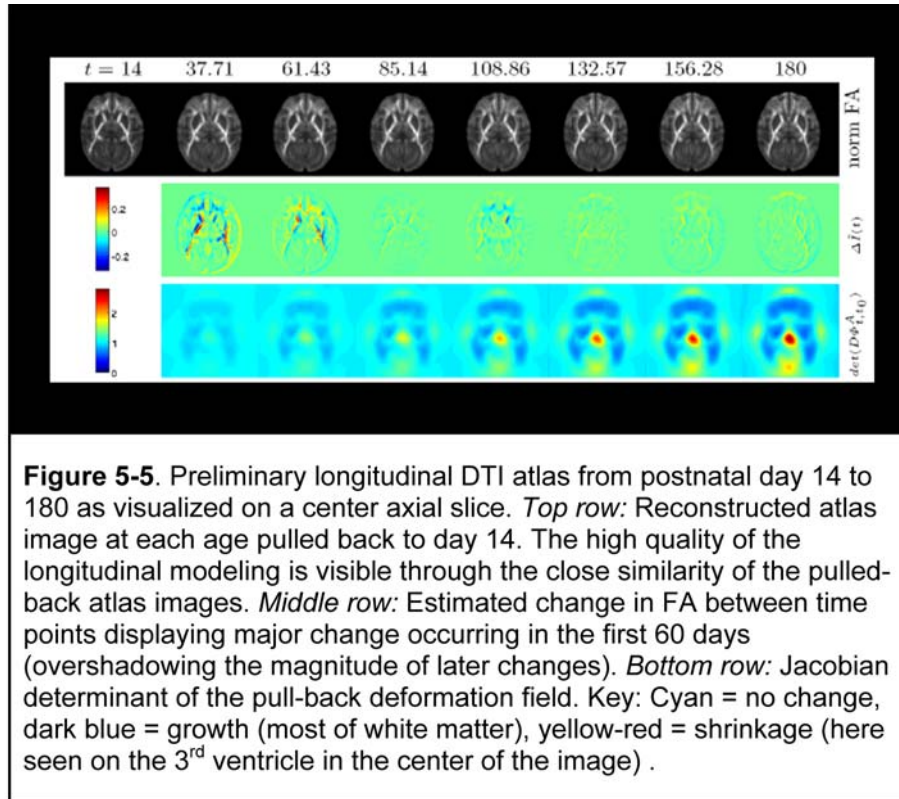 t = 14 37.71 61.43 85.14 108.86 132.57 156.28 180
norm FA
0.2
0
-0.2
ΔÎ(t)
2
1
0
det(DΦ^A_{t,t_0})
Figure 5-5. Preliminary longitudinal DTI atlas from postnatal day 14 to
180 as visualized on a center axial slice. Top row: Reconstructed atlas
image at each age pulled back to day 14. The high quality of the
longitudinal modeling is visible through the close similarity of the pulled-
back atlas images. Middle row: Estimated change in FA between time
points displaying major change occurring in the first 60 days
(overshadowing the magnitude of later changes). Bottom row: Jacobian
determinant of the pull-back deformation field. Key: Cyan = no change,
dark blue = growth (most of white matter), yellow-red = shrinkage (here
seen on the 3rd ventricle in the center of the image) .